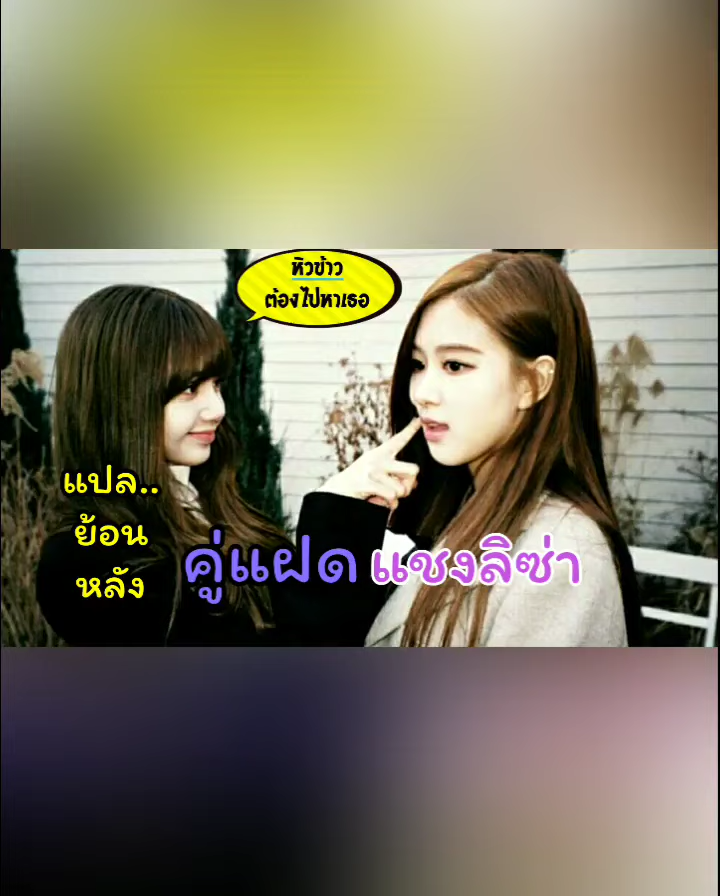 หิวข้าว
ต้องไปหาเธอ
แปล..
ย้อน
หลัง
คู่แฝด แชงลิซ่า